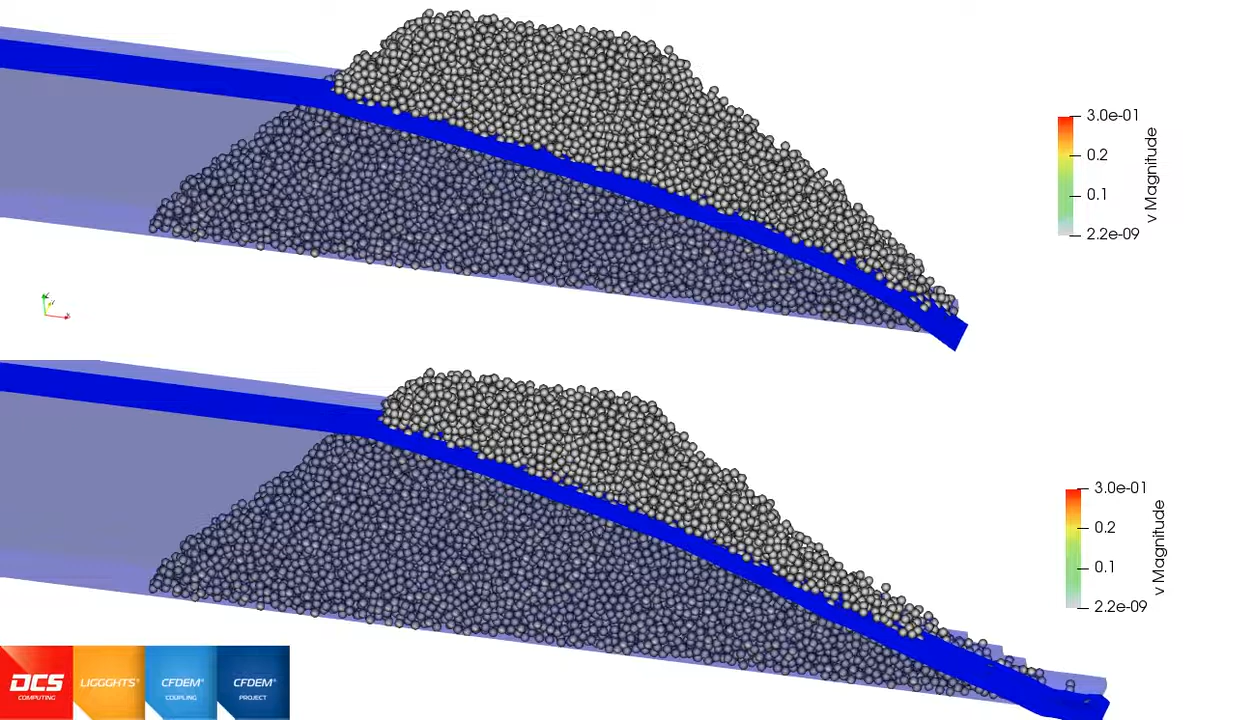 3.0e-01
0.2
0.1
2.2e-09
v Magnitude
3.0e-01
0.2
0.1
2.2e-09
v Magnitude
DCS
COMPUTING
LIGGGHTS®
CFDEM®
COUPLING
CFDEM®
PROJECT